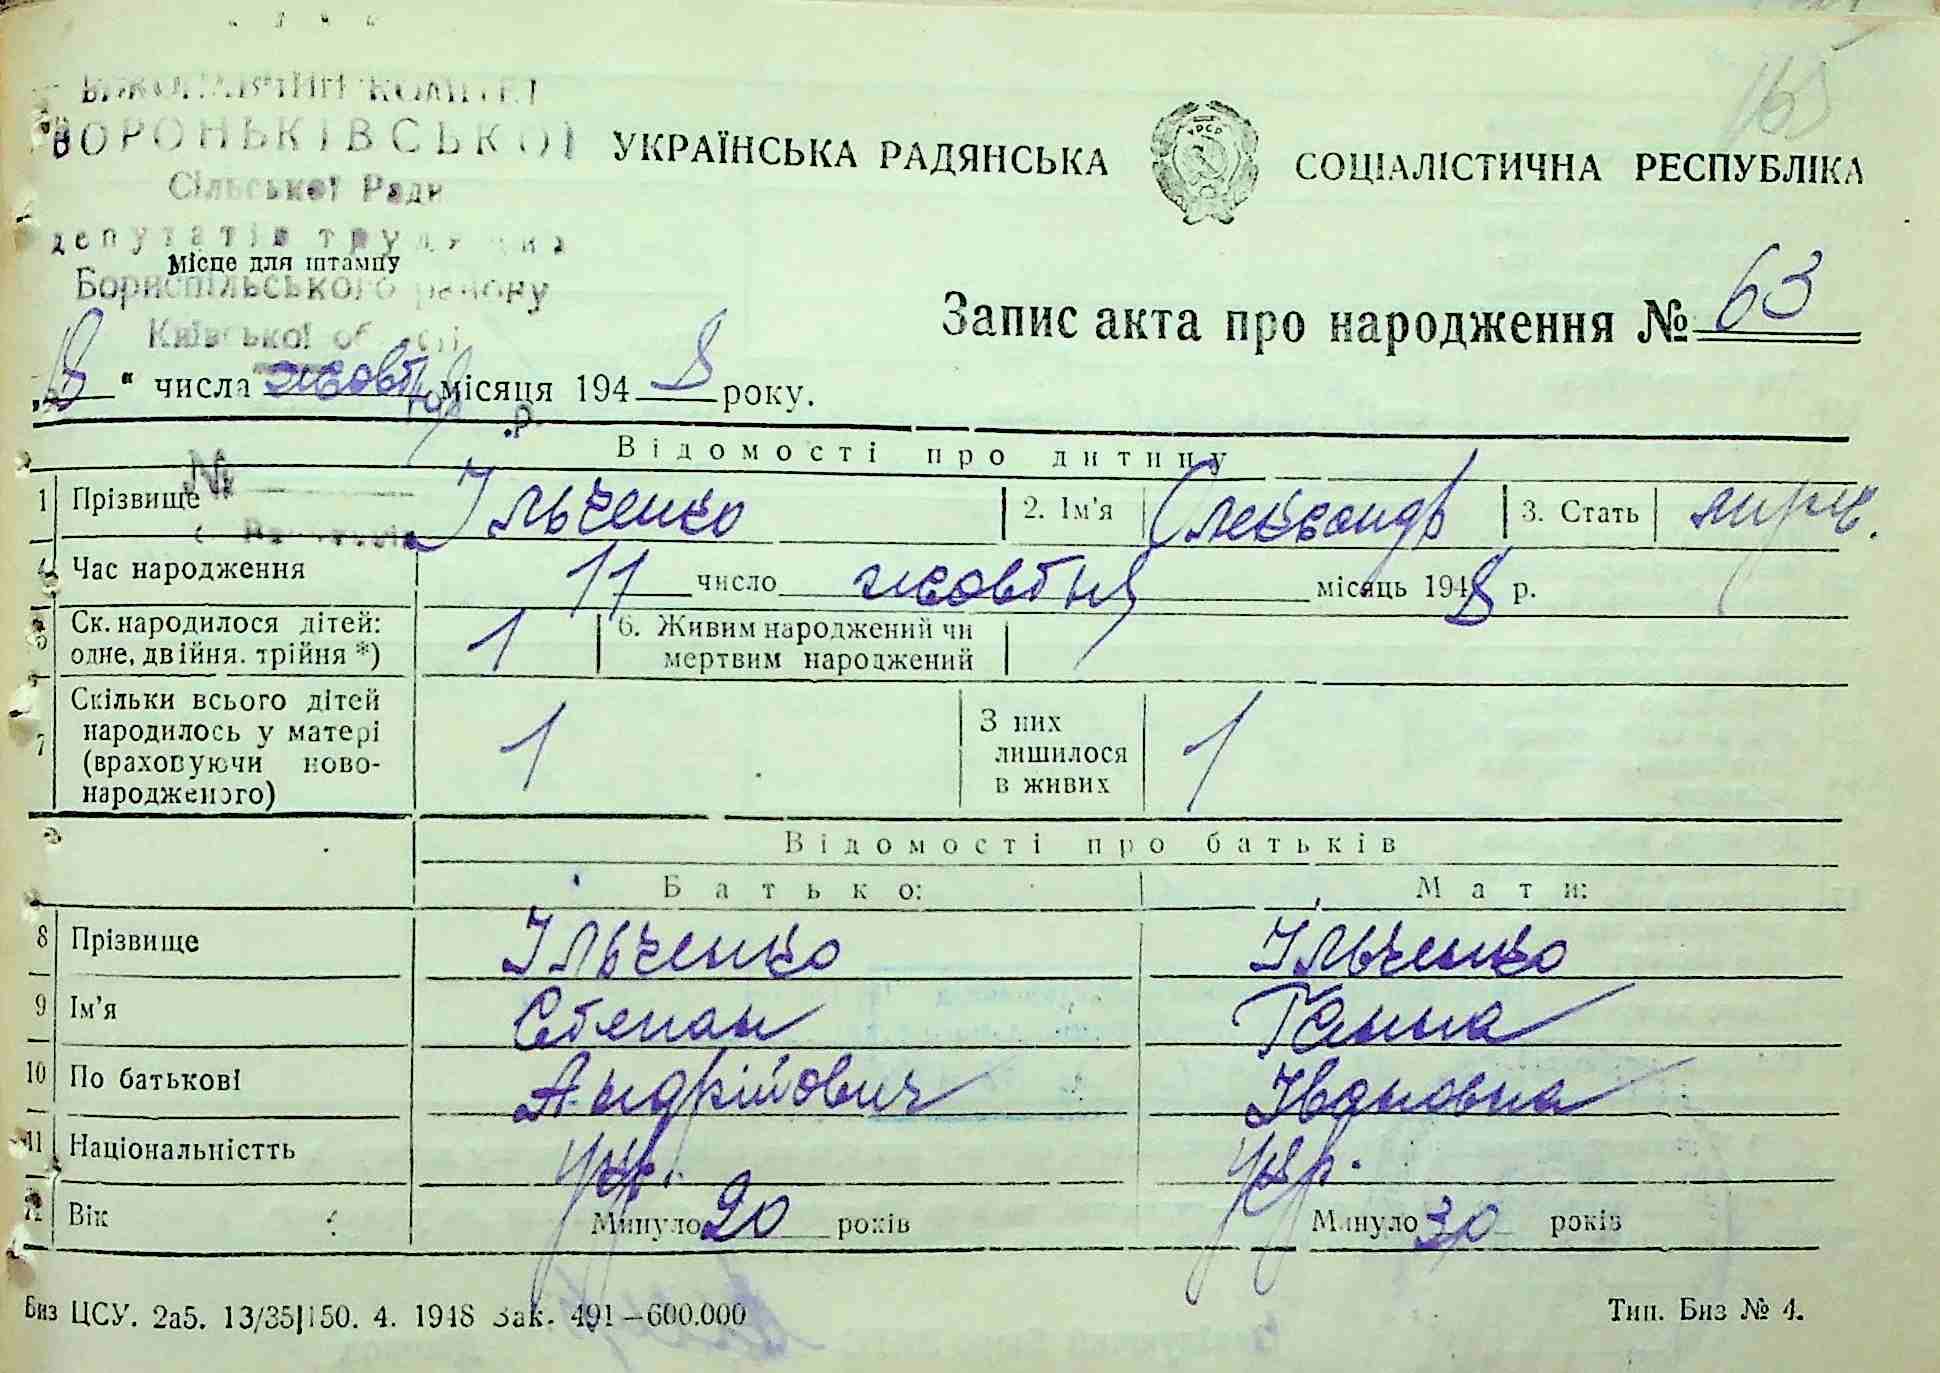 ВИКОНАВЧИЙ КОМІТЕТ
ВОРОНЬКІВСЬКОЇ
Сільської Ради
депутатів трудящих
Місце для штампу
Бориспільського району
Київської області
УКРАЇНСЬКА РАДЯНСЬКА СОЦІАЛІСТИЧНА РЕСПУБЛІКА
УРСР
165
Запис акта про народження № 63
„ “ числа жовтня місяця 1948 року.
р.
№
Відомості про дитину
1 Прізвище Ільченко 2. Ім'я Олександр 3. Стать
4 Час народження 11 число жовтня місяць 1948 р.
5 Ск. народилося дітей: одне, двійня, трійня *) 1 6. Живим народжений чи мертвим народжений
7 Скільки всього дітей народилось у матері (враховуючи новонародженого) 1 З них лишилося в живих 1
Відомості про батьків
Батько: Мати:
8 Прізвище Ільченко Ільченко
9 Ім'я Степан Ганна
10 По батькові Андрійович Івановна
11 Національністть укр. укр.
12 Вік Минуло 20 років Минуло 30 років
Биз ЦСУ. 2а5. 13/35|150. 4. 1948 Зак. 491—600.000 Тип. Биз № 4.